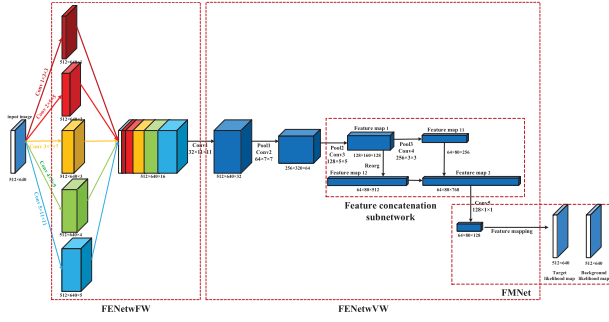 input image
512×640
512×640×1
512×640×2
512×640×3
512×640×4
512×640×5
512×640×16
Conv1
32×11×11
512×640×32
Pool1
Conv2
64×7×7
256×320×64
Pool2
Conv3
128×5×5
Feature map 1
128×160×128
Reorg
Pool3
Conv4
256×3×3
Feature map 11
64×80×256
Feature map 12
64×80×512
Feature map 2
64×80×768
Feature concatenation
subnetwork
Conv5
128×1×1
64×80×128
Feature mapping
512×640
512×640
Target
likelihood map
Background
likelihood map
FMNet
FENetwFW
FENetwVW